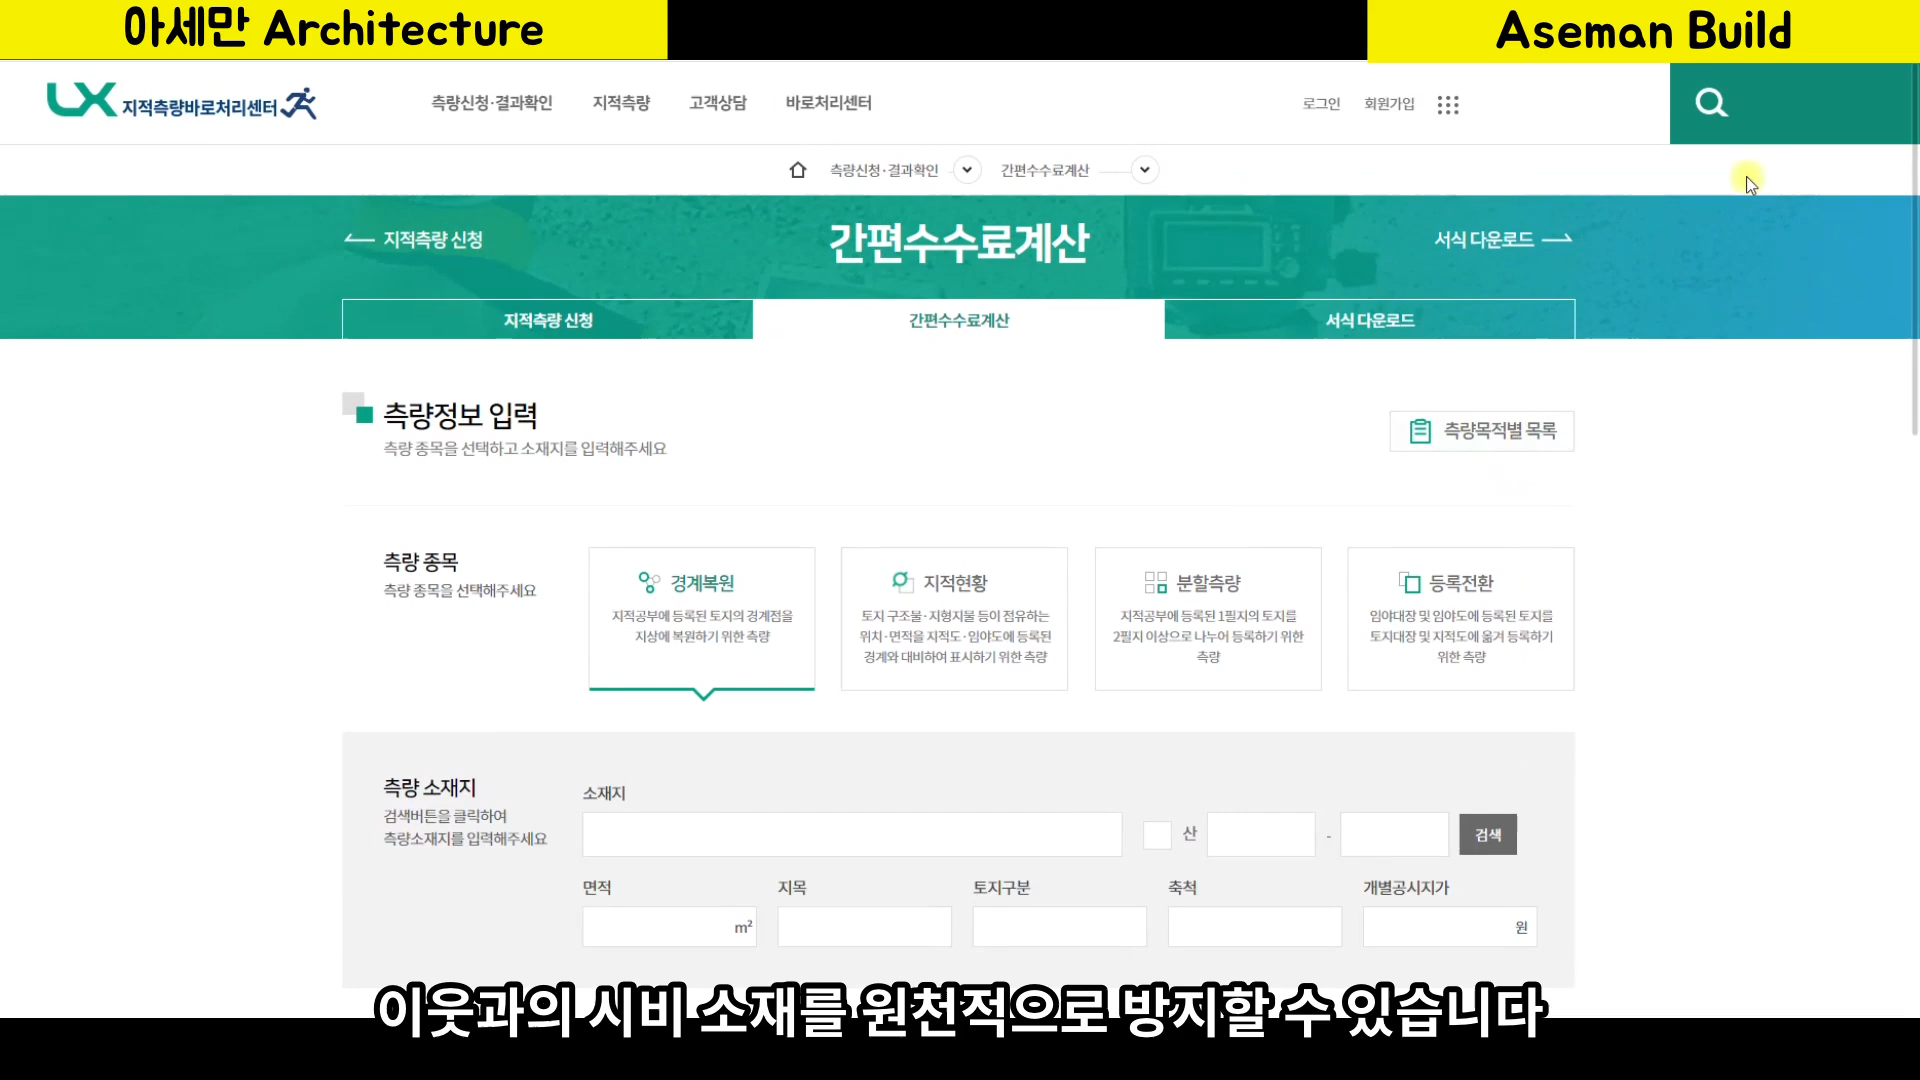 아세만 Architecture
Aseman Build
LX 지적측량바로처리센터
측량신청·결과확인
지적측량
고객상담
바로처리센터
로그인
회원가입
측량신청·결과확인
간편수수료계산
지적측량 신청
간편수수료계산
서식 다운로드
지적측량 신청
간편수수료계산
서식 다운로드
측량정보 입력
측량 종목을 선택하고 소재지를 입력해주세요
측량목적별 목록
측량 종목
측량 종목을 선택해주세요
경계복원
지적공부에 등록된 토지의 경계점을
지상에 복원하기 위한 측량
지적현황
토지 구조물·지형지물 등이 점유하는
위치·면적을 지적도·임야도에 등록된
경계와 대비하여 표시하기 위한 측량
분할측량
지적공부에 등록된 1필지의 토지를
2필지 이상으로 나누어 등록하기 위한
측량
등록전환
임야대장 및 임야도에 등록된 토지를
토지대장 및 지적도에 옮겨 등록하기
위한 측량
측량 소재지
검색버튼을 클릭하여
측량소재지를 입력해주세요
소재지
산
-
검색
면적
지목
토지구분
축척
개별공시지가
m²
원
이웃과의 시비 소재를 원천적으로 방지할 수 있습니다